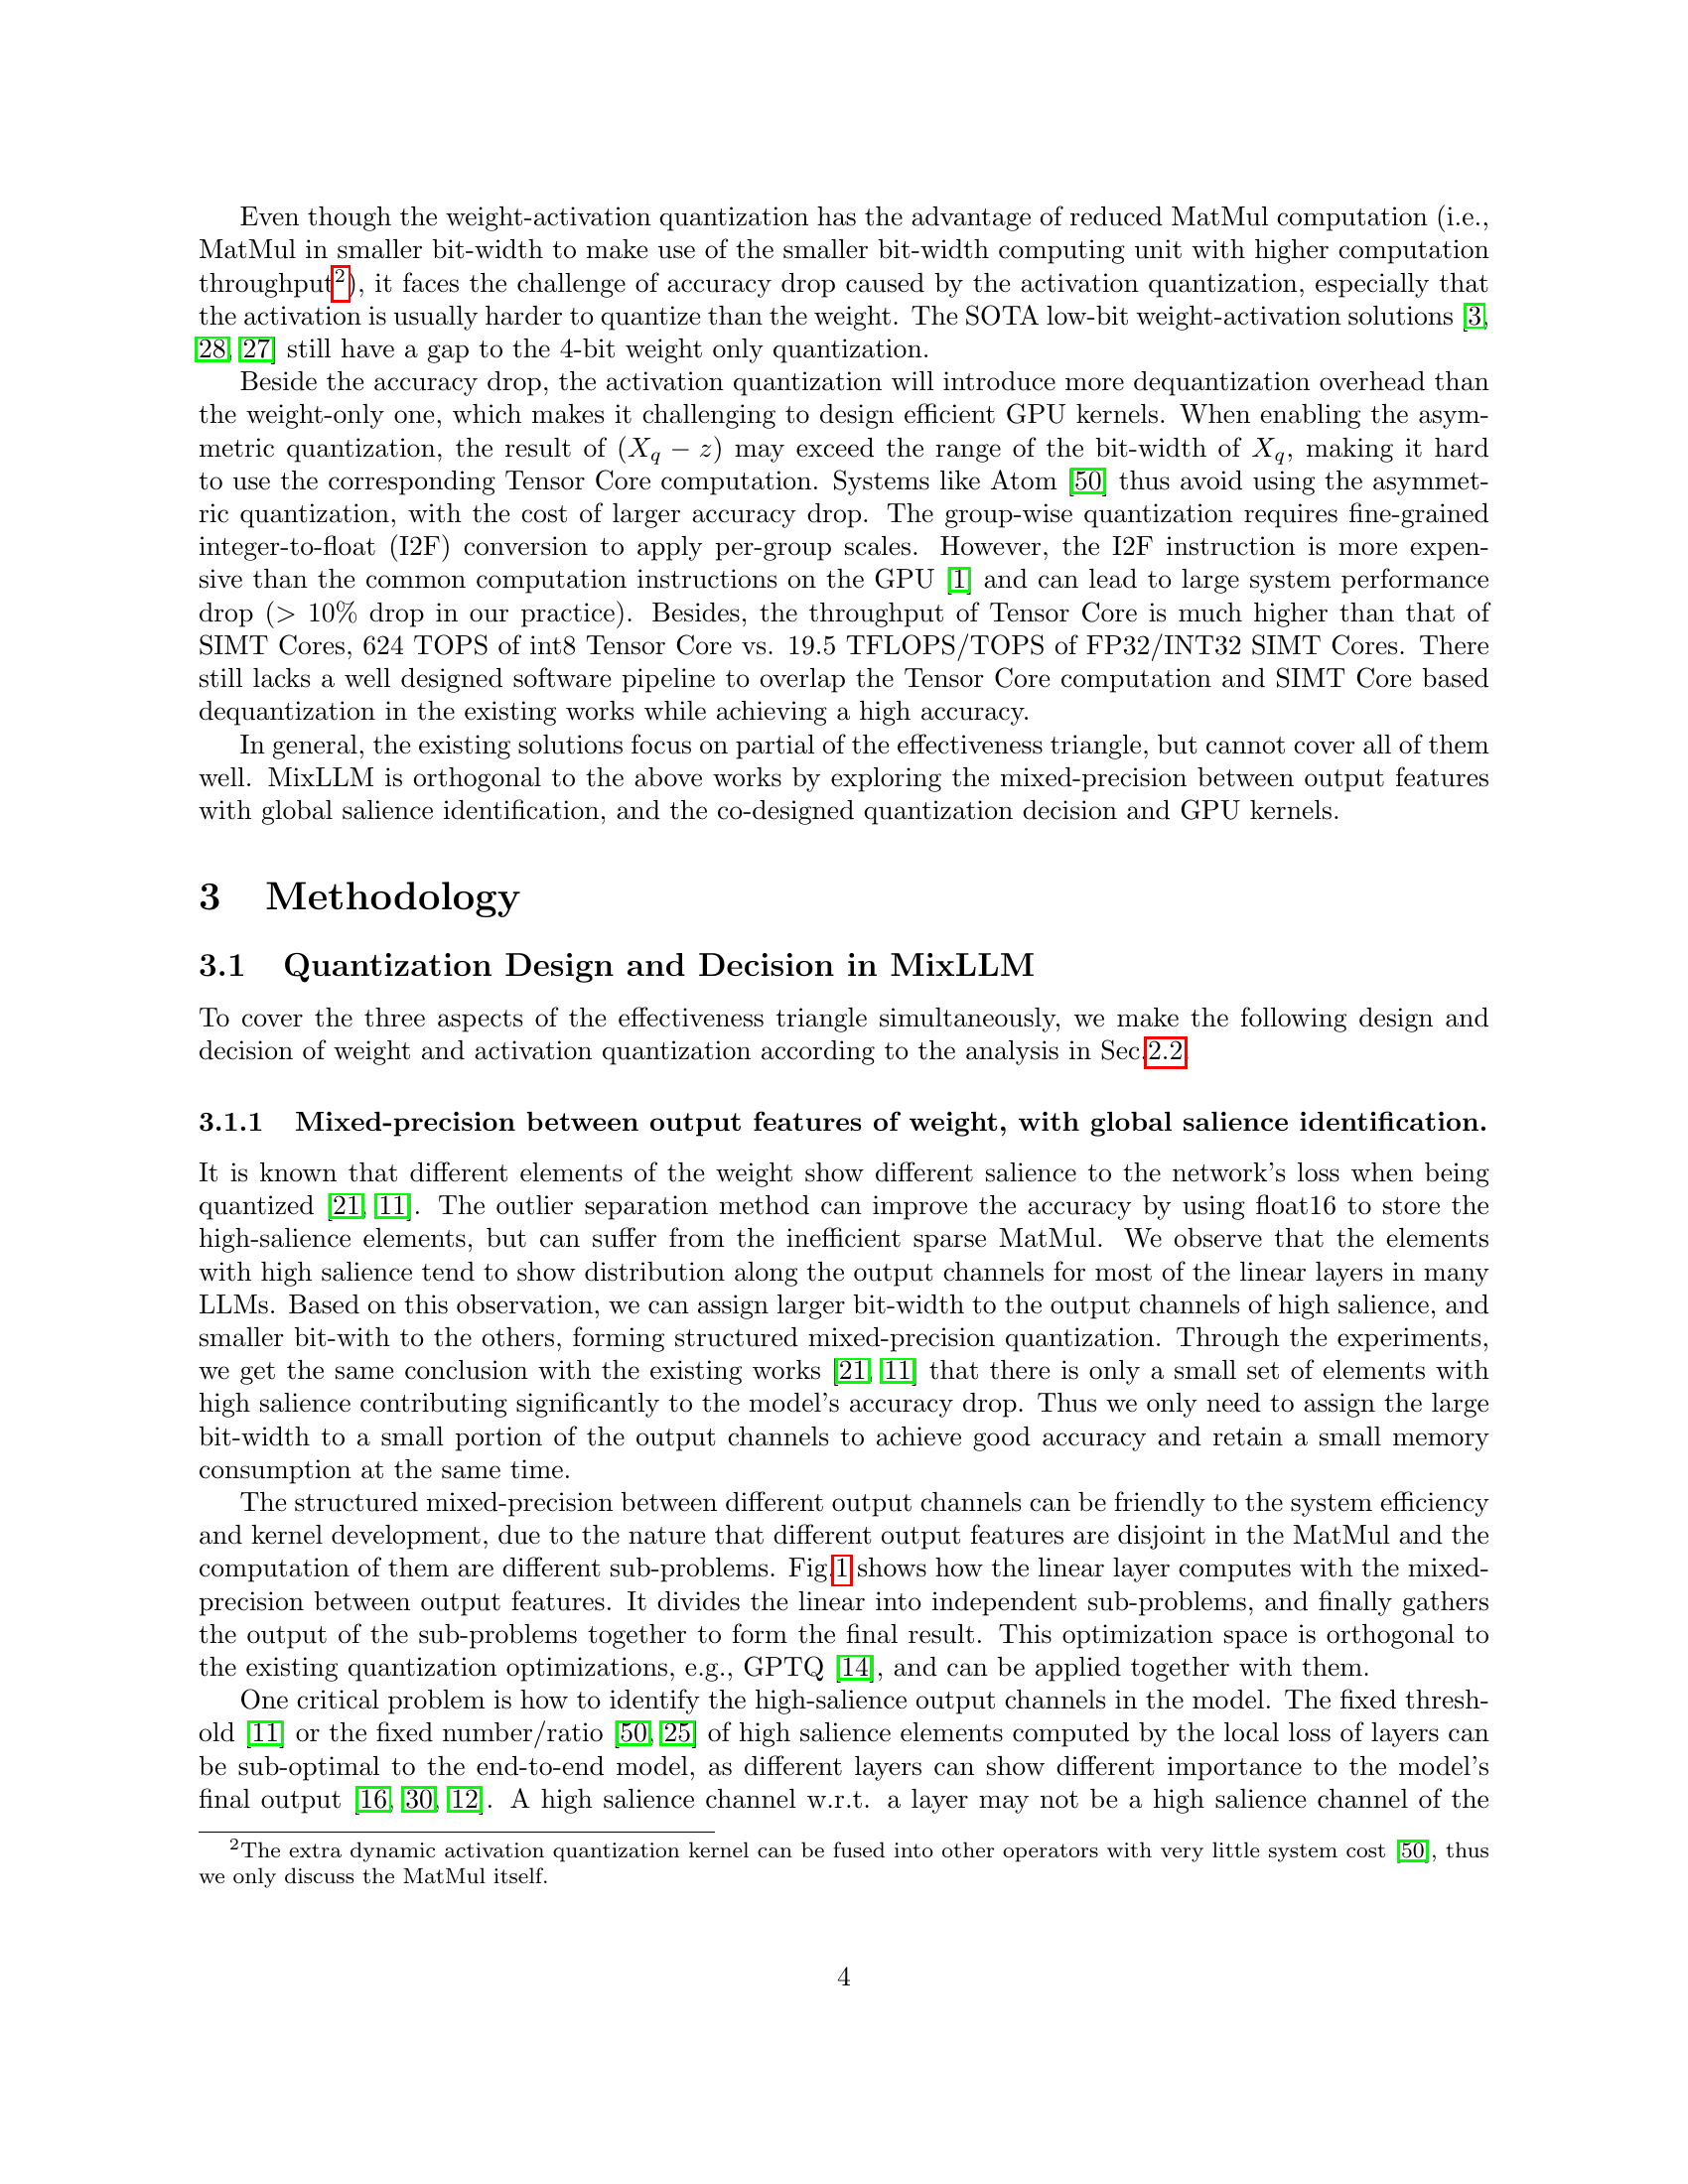 Even though the weight-activation quantization has the advantage of reduced MatMul computation (i.e.,
MatMul in smaller bit-width to make use of the smaller bit-width computing unit with higher computation
throughput2), it faces the challenge of accuracy drop caused by the activation quantization, especially that
the activation is usually harder to quantize than the weight. The SOTA low-bit weight-activation solutions [3,
28, 27] still have a gap to the 4-bit weight only quantization.
Beside the accuracy drop, the activation quantization will introduce more dequantization overhead than
the weight-only one, which makes it challenging to design efficient GPU kernels. When enabling the asym-
metric quantization, the result of (Xq − z) may exceed the range of the bit-width of Xq, making it hard
to use the corresponding Tensor Core computation. Systems like Atom [50] thus avoid using the asymmet-
ric quantization, with the cost of larger accuracy drop. The group-wise quantization requires fine-grained
integer-to-float (I2F) conversion to apply per-group scales. However, the I2F instruction is more expen-
sive than the common computation instructions on the GPU [1] and can lead to large system performance
drop (> 10% drop in our practice). Besides, the throughput of Tensor Core is much higher than that of
SIMT Cores, 624 TOPS of int8 Tensor Core vs. 19.5 TFLOPS/TOPS of FP32/INT32 SIMT Cores. There
still lacks a well designed software pipeline to overlap the Tensor Core computation and SIMT Core based
dequantization in the existing works while achieving a high accuracy.
In general, the existing solutions focus on partial of the effectiveness triangle, but cannot cover all of them
well. MixLLM is orthogonal to the above works by exploring the mixed-precision between output features
with global salience identification, and the co-designed quantization decision and GPU kernels.
3 Methodology
3.1 Quantization Design and Decision in MixLLM
To cover the three aspects of the effectiveness triangle simultaneously, we make the following design and
decision of weight and activation quantization according to the analysis in Sec.2.2.
3.1.1 Mixed-precision between output features of weight, with global salience identification.
It is known that different elements of the weight show different salience to the network's loss when being
quantized [21, 11]. The outlier separation method can improve the accuracy by using float16 to store the
high-salience elements, but can suffer from the inefficient sparse MatMul. We observe that the elements
with high salience tend to show distribution along the output channels for most of the linear layers in many
LLMs. Based on this observation, we can assign larger bit-width to the output channels of high salience, and
smaller bit-with to the others, forming structured mixed-precision quantization. Through the experiments,
we get the same conclusion with the existing works [21, 11] that there is only a small set of elements with
high salience contributing significantly to the model's accuracy drop. Thus we only need to assign the large
bit-width to a small portion of the output channels to achieve good accuracy and retain a small memory
consumption at the same time.
The structured mixed-precision between different output channels can be friendly to the system efficiency
and kernel development, due to the nature that different output features are disjoint in the MatMul and the
computation of them are different sub-problems. Fig.1 shows how the linear layer computes with the mixed-
precision between output features. It divides the linear into independent sub-problems, and finally gathers
the output of the sub-problems together to form the final result. This optimization space is orthogonal to
the existing quantization optimizations, e.g., GPTQ [14], and can be applied together with them.
One critical problem is how to identify the high-salience output channels in the model. The fixed thresh-
old [11] or the fixed number/ratio [50, 25] of high salience elements computed by the local loss of layers can
be sub-optimal to the end-to-end model, as different layers can show different importance to the model's
final output [16, 30, 12]. A high salience channel w.r.t. a layer may not be a high salience channel of the
2The extra dynamic activation quantization kernel can be fused into other operators with very little system cost [50], thus
we only discuss the MatMul itself.
4